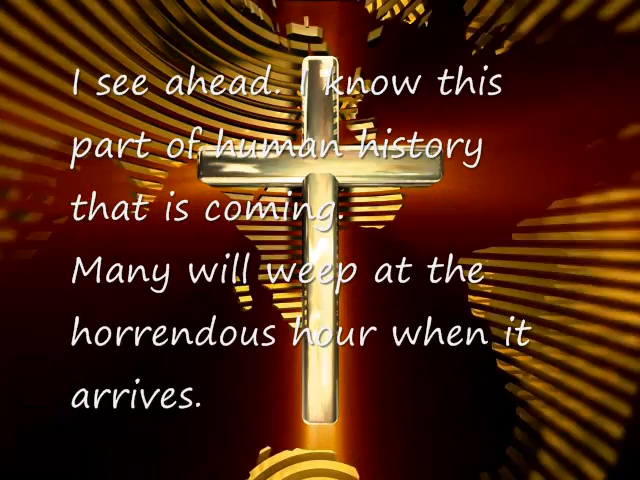 I see ahead. I know this
part of human history
that is coming.
Many will weep at the
horrendous hour when it
arrives.